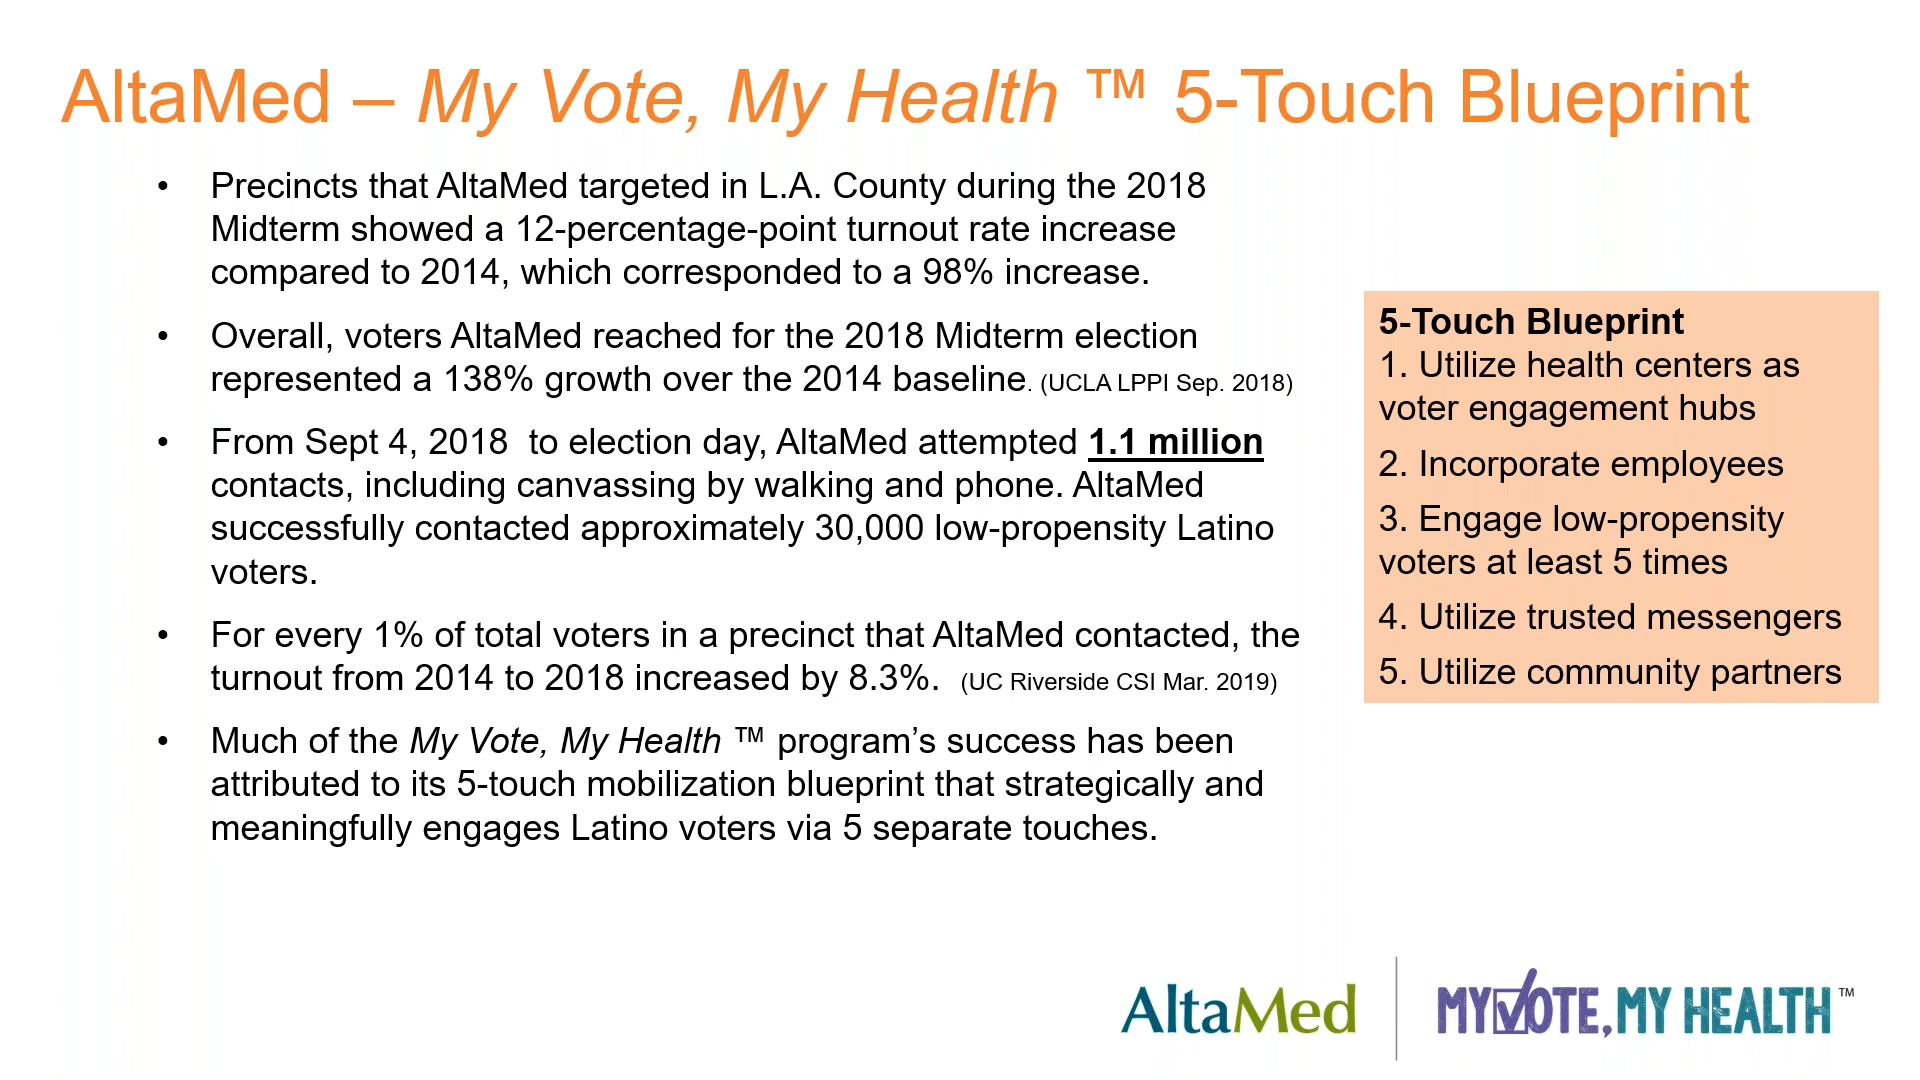 AltaMed – My Vote, My Health ™ 5-Touch Blueprint
• Precincts that AltaMed targeted in L.A. County during the 2018
Midterm showed a 12-percentage-point turnout rate increase
compared to 2014, which corresponded to a 98% increase.
• Overall, voters AltaMed reached for the 2018 Midterm election
represented a 138% growth over the 2014 baseline. (UCLA LPPI Sep. 2018)
• From Sept 4, 2018 to election day, AltaMed attempted 1.1 million
contacts, including canvassing by walking and phone. AltaMed
successfully contacted approximately 30,000 low-propensity Latino
voters.
• For every 1% of total voters in a precinct that AltaMed contacted, the
turnout from 2014 to 2018 increased by 8.3%. (UC Riverside CSI Mar. 2019)
• Much of the My Vote, My Health ™ program’s success has been
attributed to its 5-touch mobilization blueprint that strategically and
meaningfully engages Latino voters via 5 separate touches.
5-Touch Blueprint
1. Utilize health centers as
voter engagement hubs
2. Incorporate employees
3. Engage low-propensity
voters at least 5 times
4. Utilize trusted messengers
5. Utilize community partners
AltaMed
MY VOTE, MY HEALTH ™